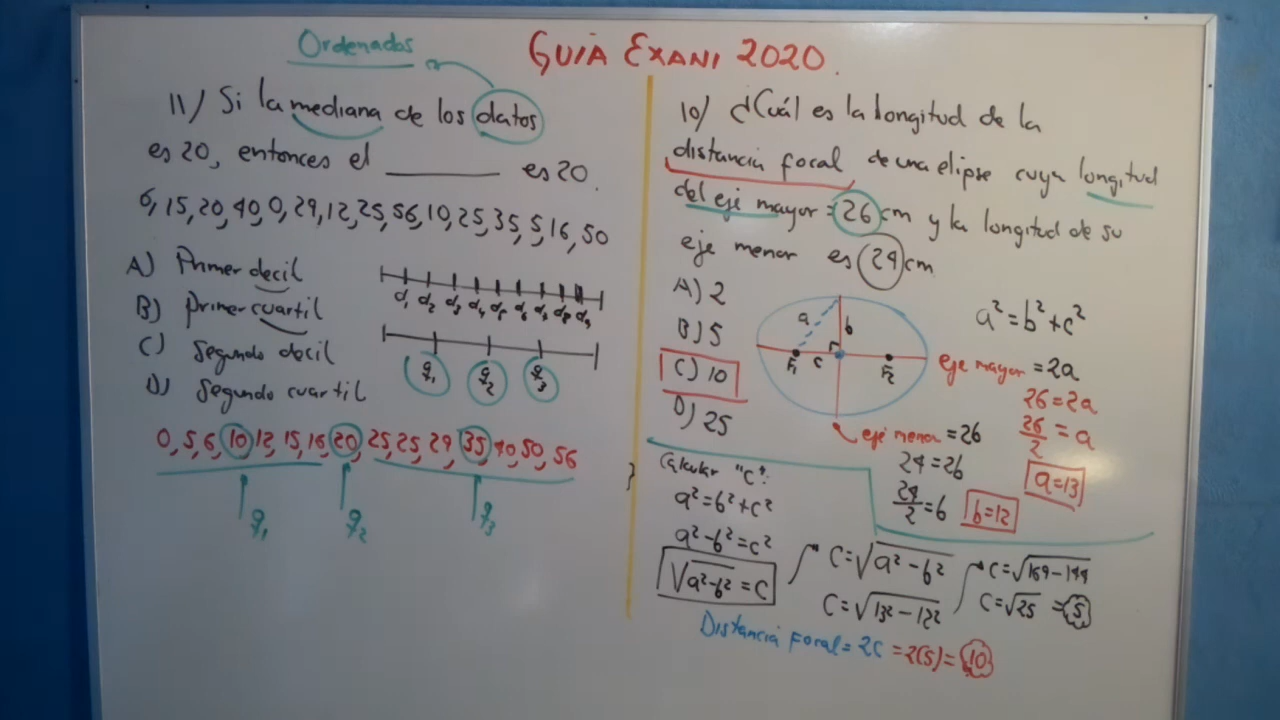 GUIA EXANI 2020.
Ordenados
11/ Si la mediana de los datos
es 20, entonces el ________ es 20.
6, 15, 20, 40, 0, 29, 12, 25, 56, 10, 25, 35, 5, 16, 50
A) Primer decil
B) Primer cuartil
C) Segundo decil
D) Segundo cuartil
d1 d2 d3 d4 d5 d6 d7 d8 d9
q1 q2 q3
0, 5, 6, 10, 12, 15, 16, 20, 25, 25, 29, 35, 40, 50, 56
q1 q2 q3
10/ ¿Cuál es la longitud de la
distancia focal de una elipse cuya longitud
del eje mayor = 26 cm y la longitud de su
eje menor es 24 cm
A) 2
B) 5
C) 10
D) 25
a b
F1 c F2
a² = b² + c²
eje mayor = 2a
26 = 2a
26/2 = a
a = 13
eje menor = 2b
24 = 2b
24/2 = b
b = 12
Calcular "c":
a² = b² + c²
a² - b² = c²
√a² - b² = c
c = √a² - b²
c = √13² - 12²
c = √169 - 144
c = √25 = 5
Distancia focal = 2c = 2(5) = 10